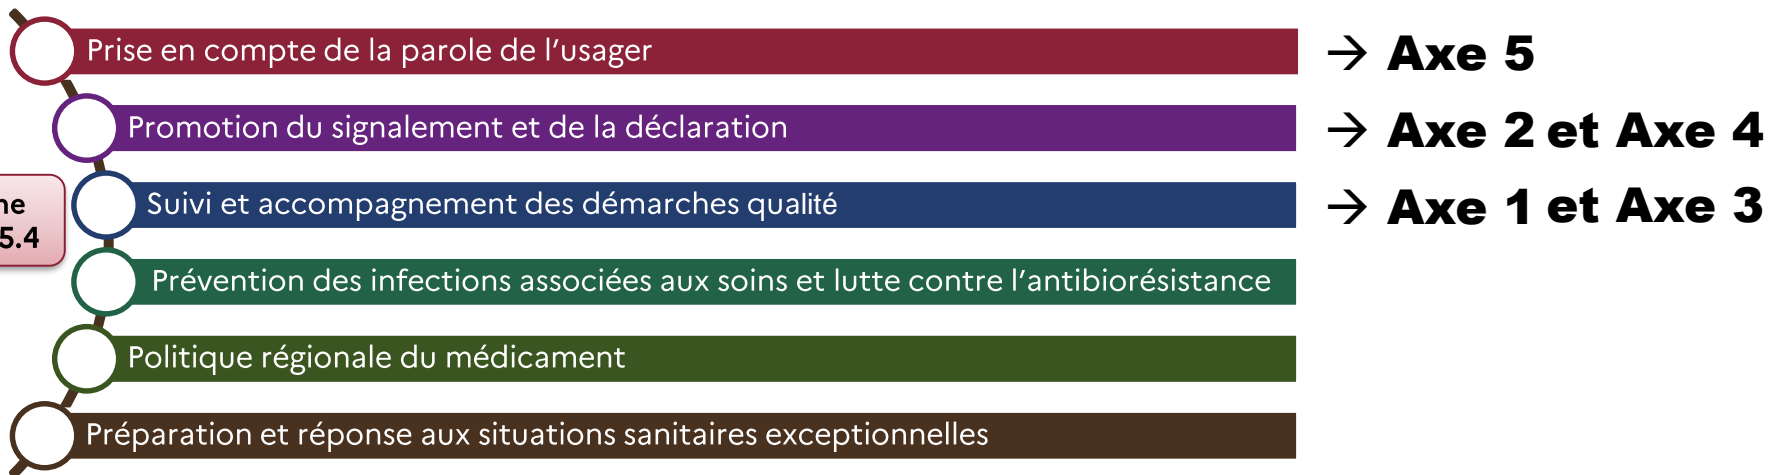 Prise en compte de la parole de l'usager → Axe 5
Promotion du signalement et de la déclaration → Axe 2 et Axe 4
Suivi et accompagnement des démarches qualité → Axe 1 et Axe 3
5.4
Prévention des infections associées aux soins et lutte contre l'antibiorésistance
Politique régionale du médicament
Préparation et réponse aux situations sanitaires exceptionnelles